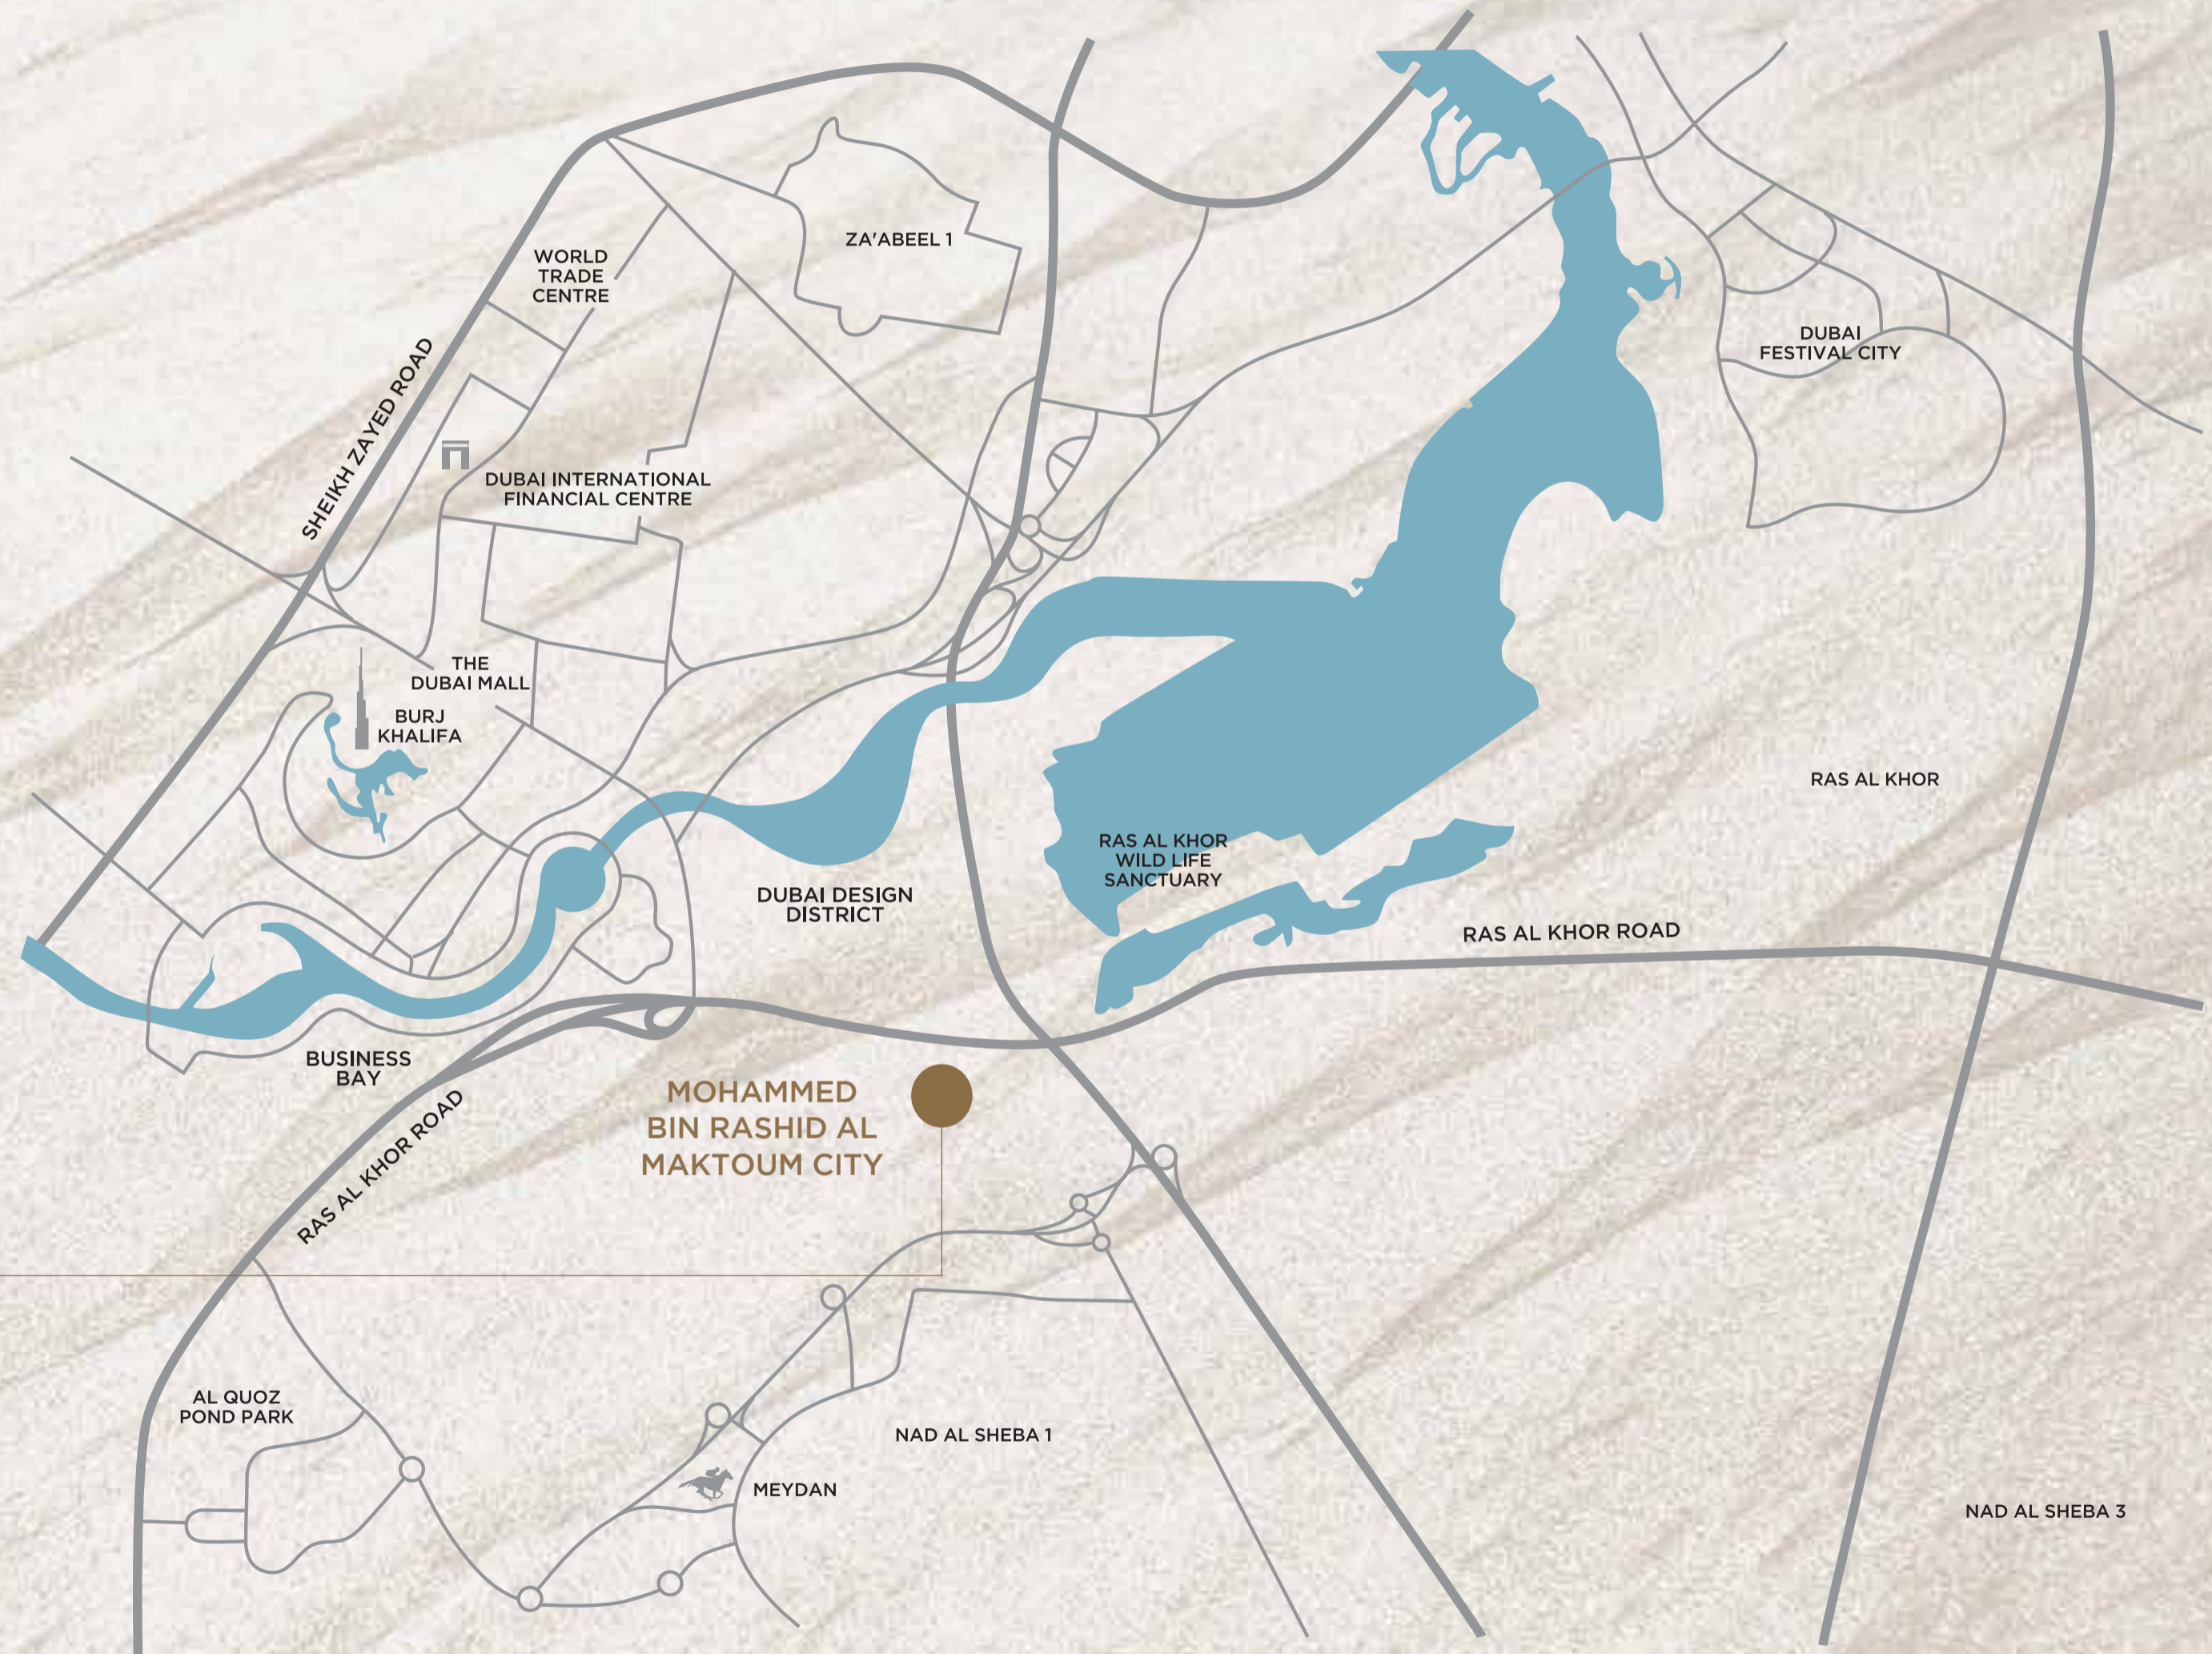 ZA'ABEEL 1
WORLD
TRADE
CENTRE
DUBAI
FESTIVAL CITY
SHEIKH ZAYED ROAD
DUBAI INTERNATIONAL
FINANCIAL CENTRE
THE
DUBAI MALL
BURJ
KHALIFA
RAS AL KHOR
RAS AL KHOR
WILD LIFE
SANCTUARY
DUBAI DESIGN
DISTRICT
RAS AL KHOR ROAD
BUSINESS
BAY
MOHAMMED
BIN RASHID AL
MAKTOUM CITY
RAS AL KHOR ROAD
AL QUOZ
POND PARK
NAD AL SHEBA 1
MEYDAN
NAD AL SHEBA 3